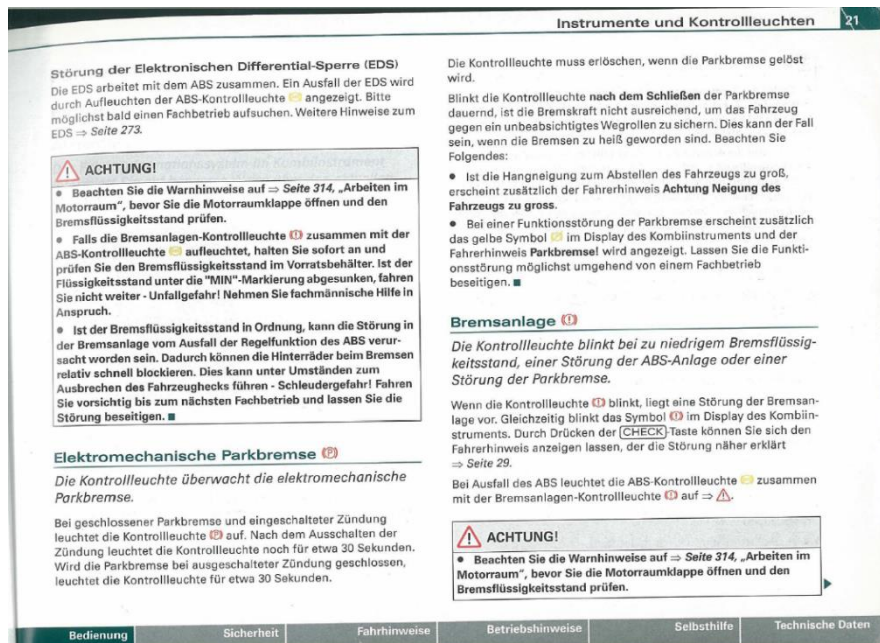 Instrumente und Kontrollleuchten 21
Störung der Elektronischen Differential-Sperre (EDS)
Die EDS arbeitet mit dem ABS zusammen. Ein Ausfall der EDS wird
durch Aufleuchten der ABS-Kontrollleuchte angezeigt. Bitte
möglichst bald einen Fachbetrieb aufsuchen. Weitere Hinweise zum
EDS ⇒ Seite 273.
ACHTUNG!
• Beachten Sie die Warnhinweise auf ⇒ Seite 314, „Arbeiten im
Motorraum“, bevor Sie die Motorraumklappe öffnen und den
Bremsflüssigkeitsstand prüfen.
• Falls die Bremsanlagen-Kontrollleuchte zusammen mit der
ABS-Kontrollleuchte aufleuchtet, halten Sie sofort an und
prüfen Sie den Bremsflüssigkeitsstand im Vorratsbehälter. Ist der
Flüssigkeitsstand unter die "MIN"-Markierung abgesunken, fahren
Sie nicht weiter - Unfallgefahr! Nehmen Sie fachmännische Hilfe in
Anspruch.
• Ist der Bremsflüssigkeitsstand in Ordnung, kann die Störung in
der Bremsanlage vom Ausfall der Regelfunktion des ABS verur-
sacht worden sein. Dadurch können die Hinterräder beim Bremsen
relativ schnell blockieren. Dies kann unter Umständen zum
Ausbrechen des Fahrzeughecks führen - Schleudergefahr! Fahren
Sie vorsichtig bis zum nächsten Fachbetrieb und lassen Sie die
Störung beseitigen. ■
Elektromechanische Parkbremse (P)
Die Kontrollleuchte überwacht die elektromechanische
Parkbremse.
Bei geschlossener Parkbremse und eingeschalteter Zündung
leuchtet die Kontrollleuchte (P) auf. Nach dem Ausschalten der
Zündung leuchtet die Kontrollleuchte noch für etwa 30 Sekunden.
Wird die Parkbremse bei ausgeschalteter Zündung geschlossen,
leuchtet die Kontrollleuchte für etwa 30 Sekunden.
Die Kontrollleuchte muss erlöschen, wenn die Parkbremse gelöst
wird.
Blinkt die Kontrollleuchte nach dem Schließen der Parkbremse
dauernd, ist die Bremskraft nicht ausreichend, um das Fahrzeug
gegen ein unbeabsichtigtes Wegrollen zu sichern. Dies kann der Fall
sein, wenn die Bremsen zu heiß geworden sind. Beachten Sie
Folgendes:
• Ist die Hangneigung zum Abstellen des Fahrzeugs zu groß,
erscheint zusätzlich der Fahrerhinweis Achtung Neigung des
Fahrzeugs zu gross.
• Bei einer Funktionsstörung der Parkbremse erscheint zusätzlich
das gelbe Symbol im Display des Kombiinstruments und der
Fahrerhinweis Parkbremse! wird angezeigt. Lassen Sie die Funkti-
onsstörung möglichst umgehend von einem Fachbetrieb
beseitigen. ■
Bremsanlage (!)
Die Kontrollleuchte blinkt bei zu niedrigem Bremsflüssig-
keitsstand, einer Störung der ABS-Anlage oder einer
Störung der Parkbremse.
Wenn die Kontrollleuchte (!) blinkt, liegt eine Störung der Bremsan-
lage vor. Gleichzeitig blinkt das Symbol (!) im Display des Kombiin-
struments. Durch Drücken der CHECK-Taste können Sie sich den
Fahrerhinweis anzeigen lassen, der die Störung näher erklärt
⇒ Seite 29.
Bei Ausfall des ABS leuchtet die ABS-Kontrollleuchte zusammen
mit der Bremsanlagen-Kontrollleuchte (!) auf ⇒ ⚠.
ACHTUNG!
• Beachten Sie die Warnhinweise auf ⇒ Seite 314, „Arbeiten im
Motorraum“, bevor Sie die Motorraumklappe öffnen und den
Bremsflüssigkeitsstand prüfen.
Bedienung Sicherheit Fahrhinweise Betriebshinweise Selbsthilfe Technische Daten